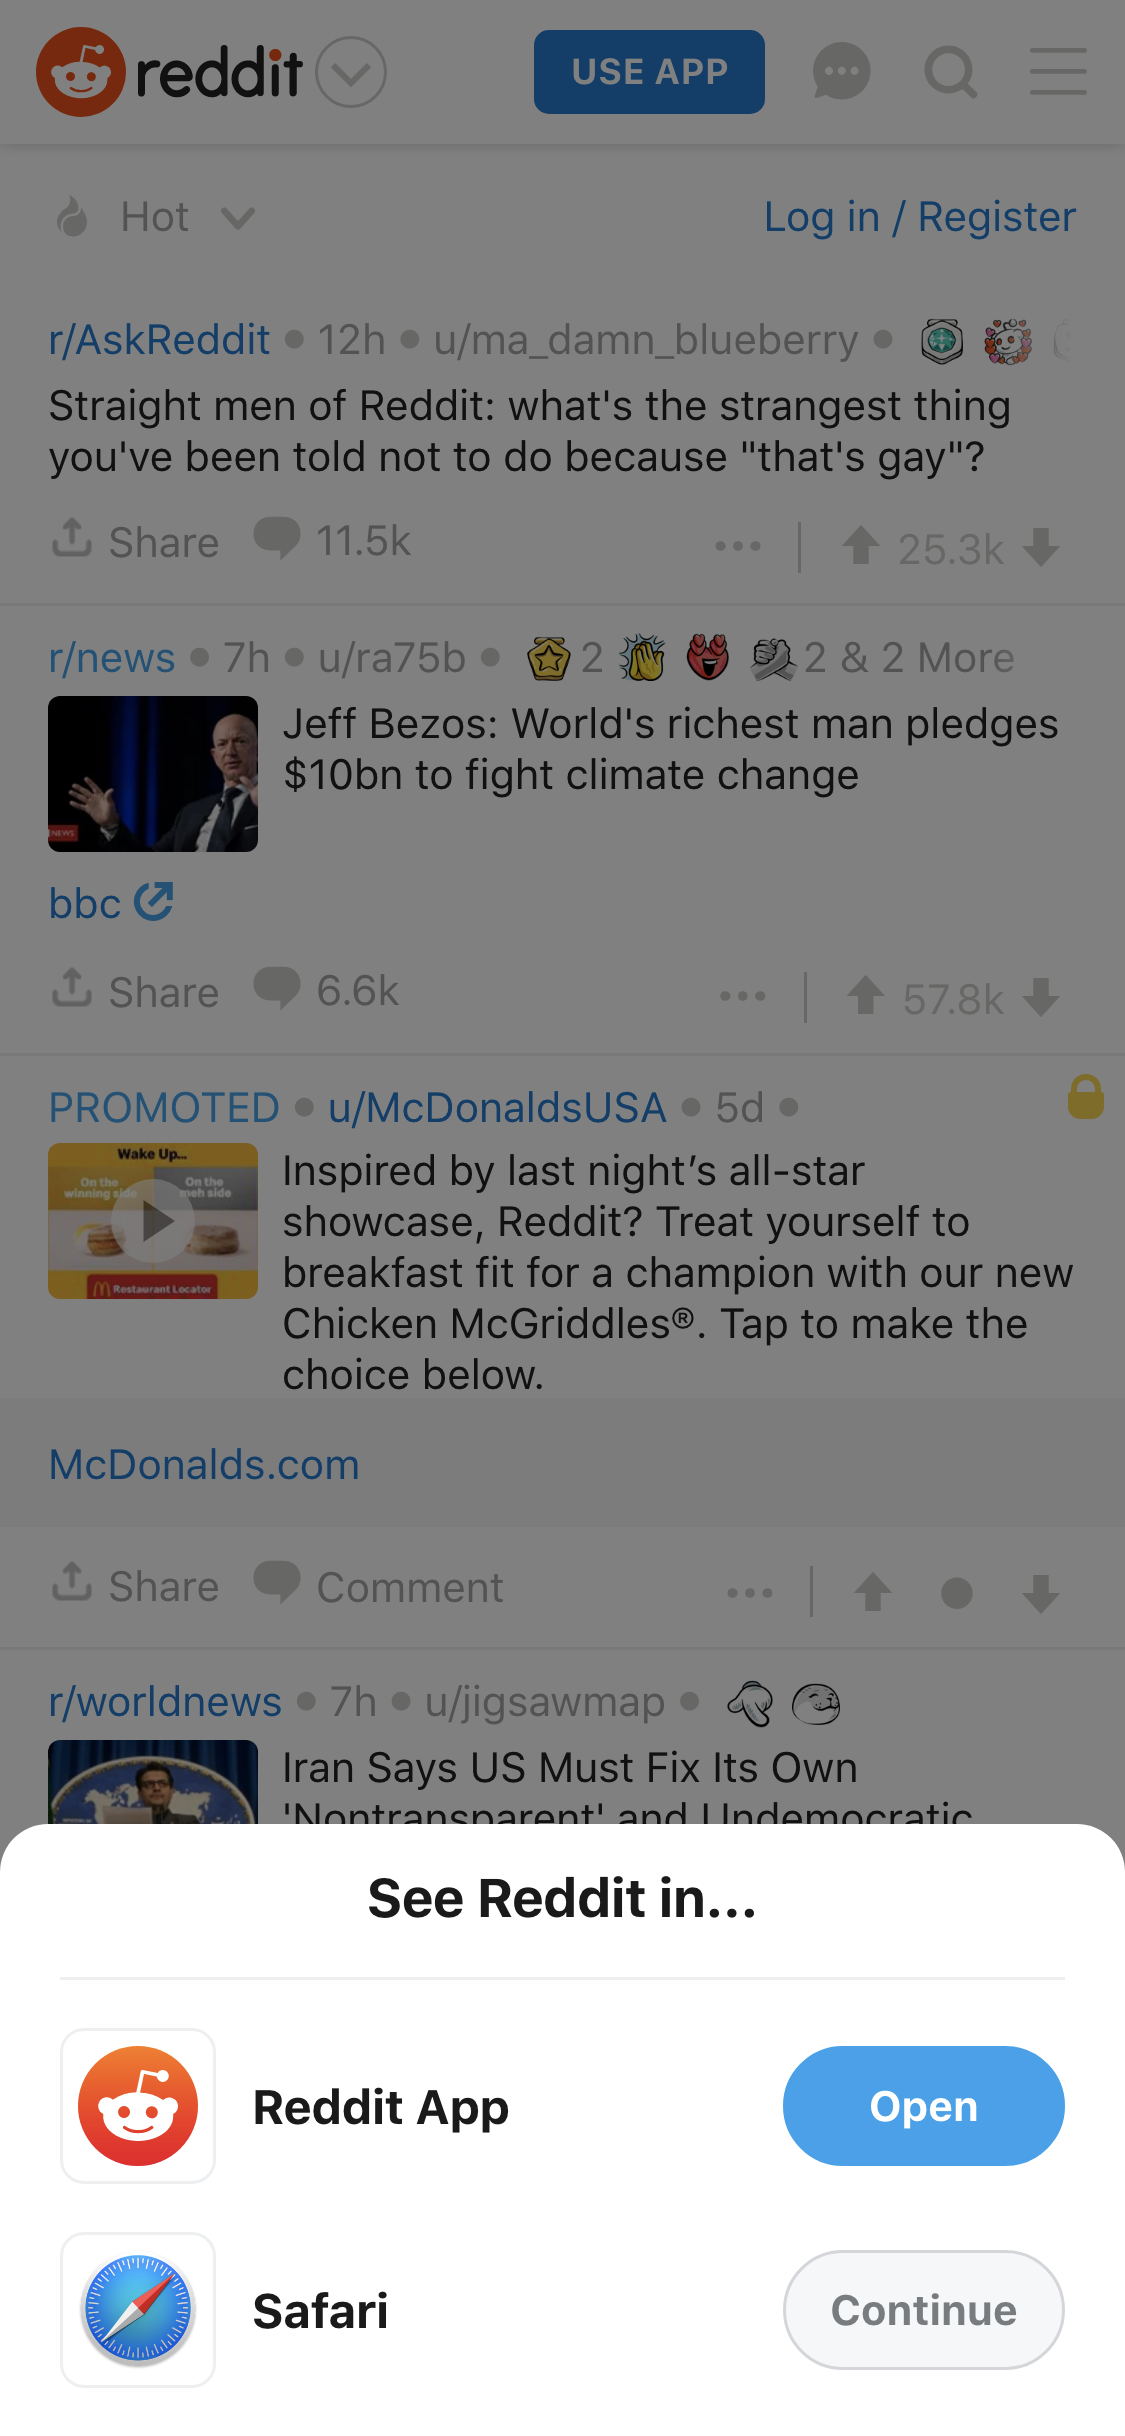 reddit
USE APP
Hot
Log in / Register
r/AskReddit • 12h • u/ma_damn_blueberry •
Straight men of Reddit: what's the strangest thing
you've been told not to do because "that's gay"?
Share 11.5k ••• 25.3k
r/news • 7h • u/ra75b • 2 2 & 2 More
NEWS
Jeff Bezos: World's richest man pledges
$10bn to fight climate change
bbc
Share 6.6k ••• 57.8k
PROMOTED • u/McDonaldsUSA • 5d •
Wake Up...
On the
winning side
On the
meh side
Restaurant Locator
Inspired by last night’s all-star
showcase, Reddit? Treat yourself to
breakfast fit for a champion with our new
Chicken McGriddles®. Tap to make the
choice below.
McDonalds.com
Share Comment ••• •
r/worldnews • 7h • u/jigsawmap •
Iran Says US Must Fix Its Own
'Nontransparent' and Undemocratic
See Reddit in...
Reddit App
Open
Safari
Continue